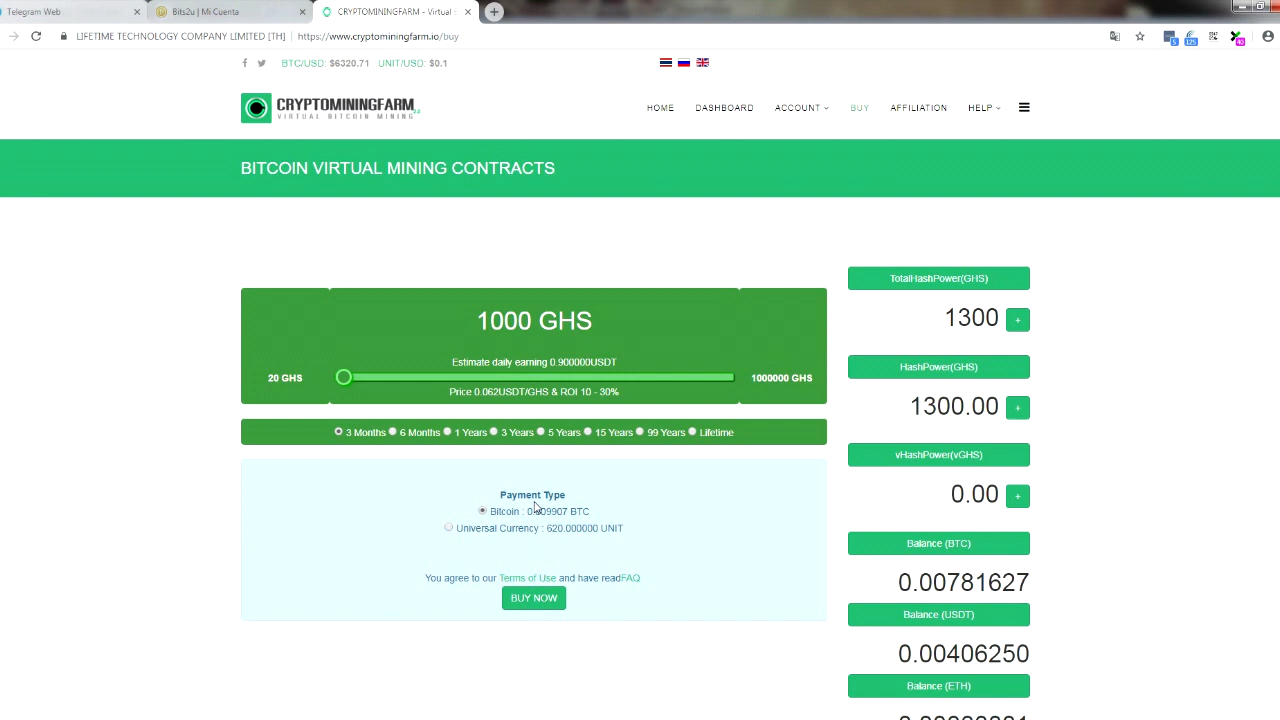 Telegram Web
Bits2u | Mi Cuenta
CRYPTOMININGFARM - Virtual
LIFETIME TECHNOLOGY COMPANY LIMITED [TH] | https://www.cryptominingfarm.io/buy
BTC/USD: $6320.71 UNIT/USD: $0.1
CRYPTOMININGFARM
VIRTUAL BITCOIN MINING
HOME DASHBOARD ACCOUNT BUY AFFILIATION HELP
BITCOIN VIRTUAL MINING CONTRACTS
1000 GHS
Estimate daily earning 0.900000USDT
20 GHS 1000000 GHS
Price 0.062USDT/GHS & ROI 10 - 30%
3 Months 6 Months 1 Years 3 Years 5 Years 15 Years 99 Years Lifetime
Payment Type
Bitcoin : BTC
Universal Currency : 620.000000 UNIT
You agree to our Terms of Use and have readFAQ
BUY NOW
TotalHashPower(GHS)
1300 +
HashPower(GHS)
1300.00 +
vHashPower(vGHS)
0.00 +
Balance (BTC)
0.00781627
Balance (USDT)
0.00406250
Balance (ETH)